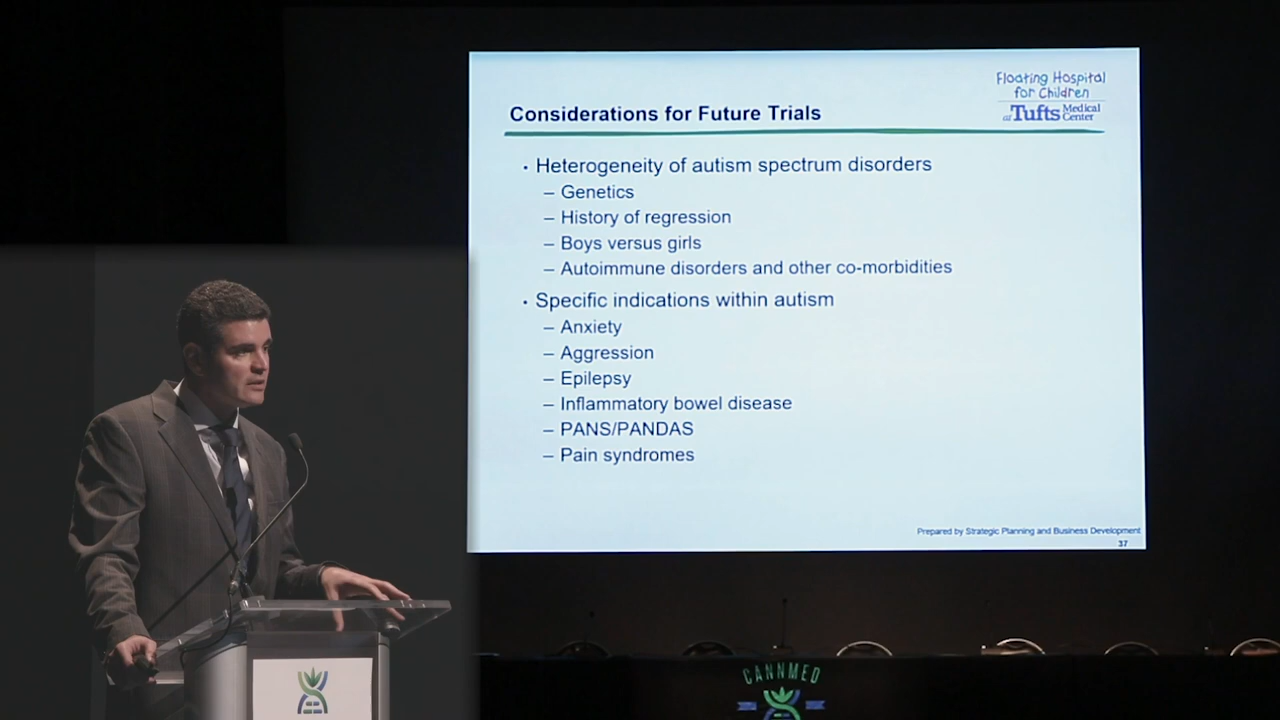 Floating Hospital
for Children
at Tufts Medical Center
Considerations for Future Trials
• Heterogeneity of autism spectrum disorders
– Genetics
– History of regression
– Boys versus girls
– Autoimmune disorders and other co-morbidities
• Specific indications within autism
– Anxiety
– Aggression
– Epilepsy
– Inflammatory bowel disease
– PANS/PANDAS
– Pain syndromes
Prepared by Strategic Planning and Business Development
37
CANNMED